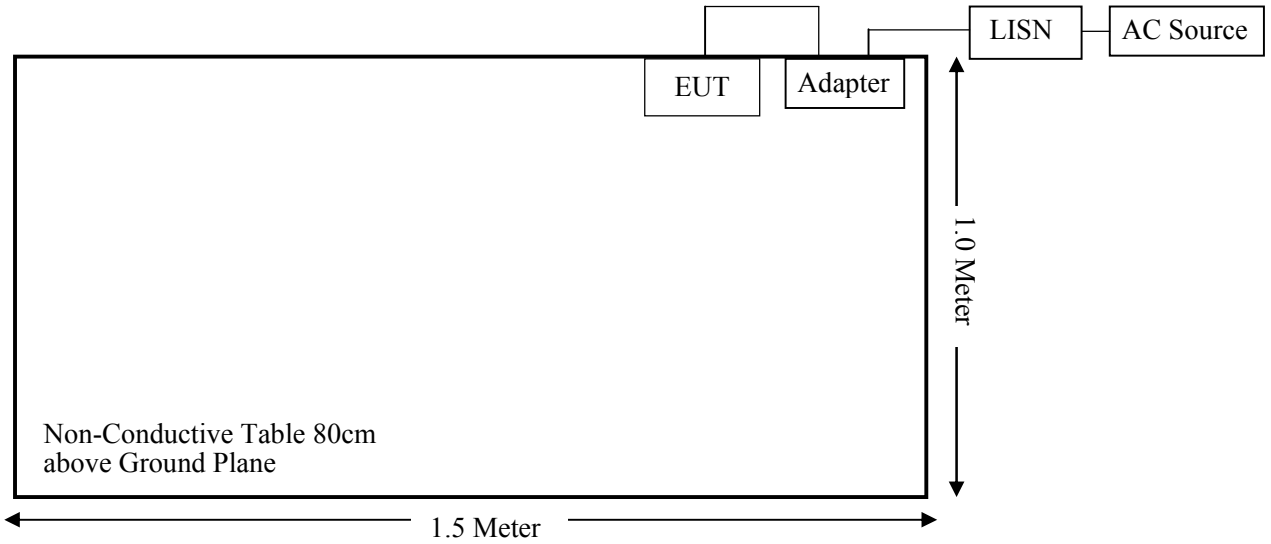 LISN
AC Source
EUT
Adapter
1.0 Meter
Non-Conductive Table 80cm
above Ground Plane
1.5 Meter